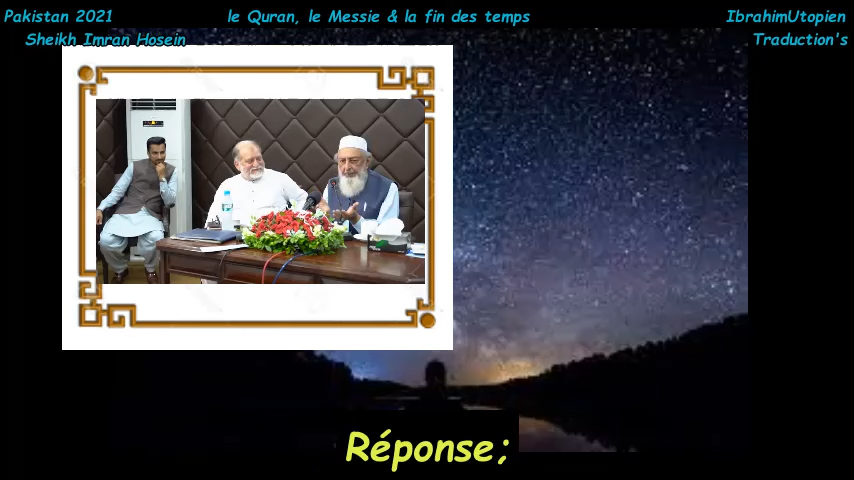 Pakistan 2021 le Quran, le Messie & la fin des temps IbrahimUtopien
Sheikh Imran Hosein Traduction's
Réponse;